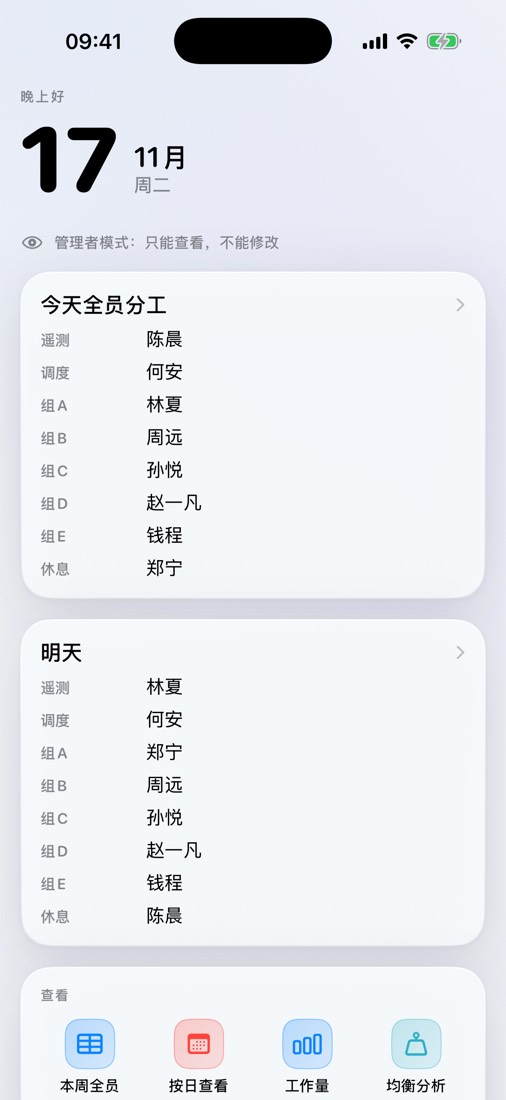 09:41
晚上好
17
11月
周二
管理者模式：只能查看，不能修改
今天全员分工
遥测 陈晨
调度 何安
组A 林夏
组B 周远
组C 孙悦
组D 赵一凡
组E 钱程
休息 郑宁
明天
遥测 林夏
调度 何安
组A 郑宁
组B 周远
组C 孙悦
组D 赵一凡
组E 钱程
休息 陈晨
查看
本周全员 按日查看 工作量 均衡分析